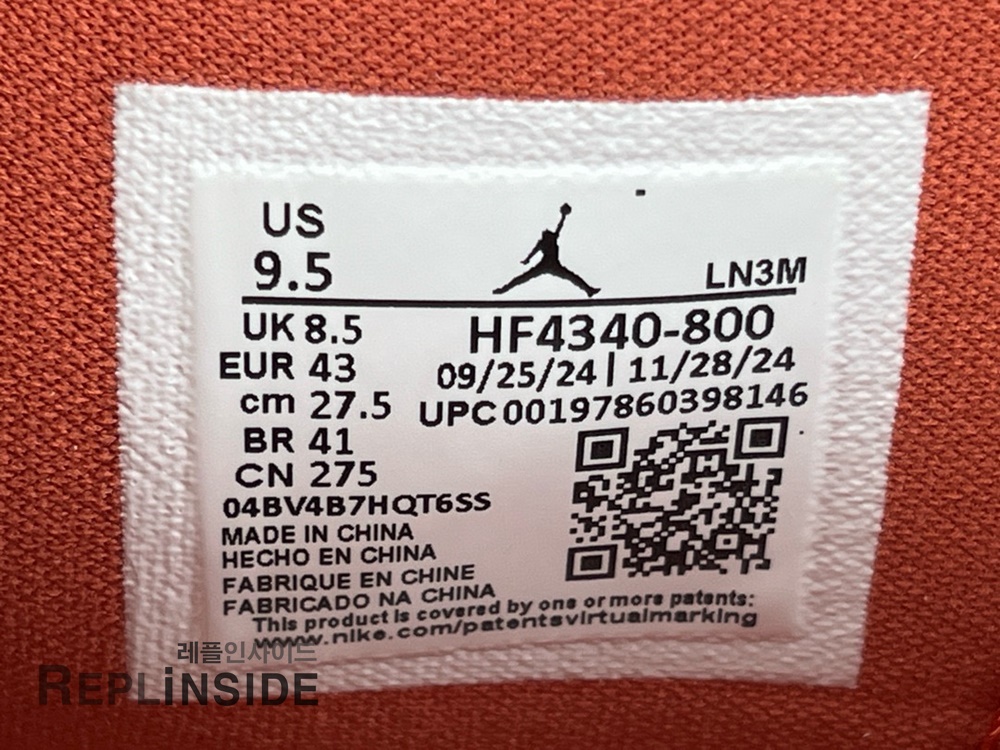 US
9.5
LN3M
UK 8.5
HF4340-800
EUR 43
09/25/24 | 11/28/24
cm 27.5
UPC 00197860398146
BR 41
CN 275
04BV4B7HQT6SS
MADE IN CHINA
HECHO EN CHINA
FABRIQUE EN CHINE
FABRICADO NA CHINA
This product is covered by one or more patents:
www.nike.com/patentsvirtualmarking
레플인사이드
REPLiNSIDE